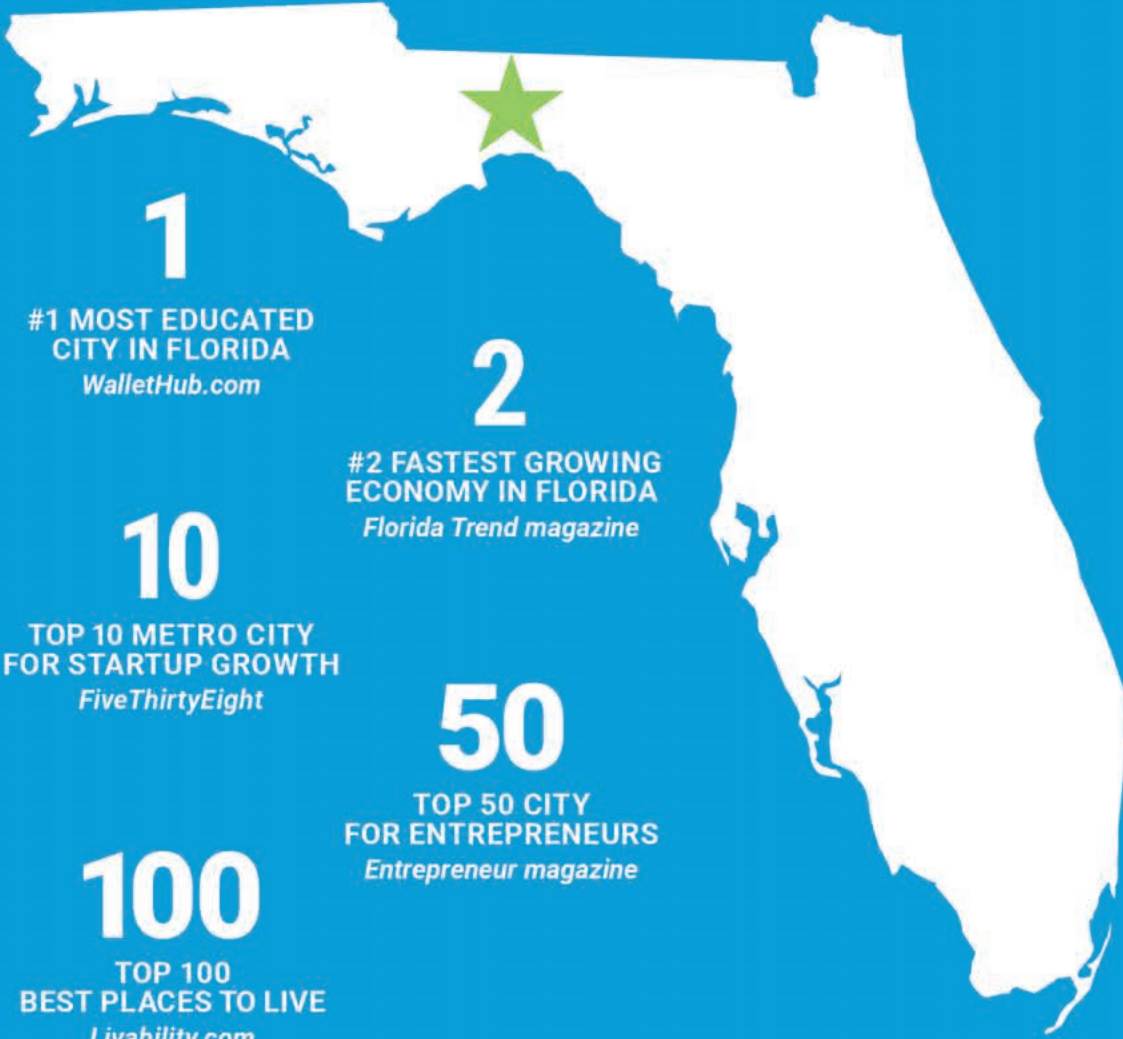 1
#1 MOST EDUCATED
CITY IN FLORIDA
WalletHub.com
2
#2 FASTEST GROWING
ECONOMY IN FLORIDA
Florida Trend magazine
10
TOP 10 METRO CITY
FOR STARTUP GROWTH
FiveThirtyEight
50
TOP 50 CITY
FOR ENTREPRENEURS
Entrepreneur magazine
100
TOP 100
BEST PLACES TO LIVE
Livability.com